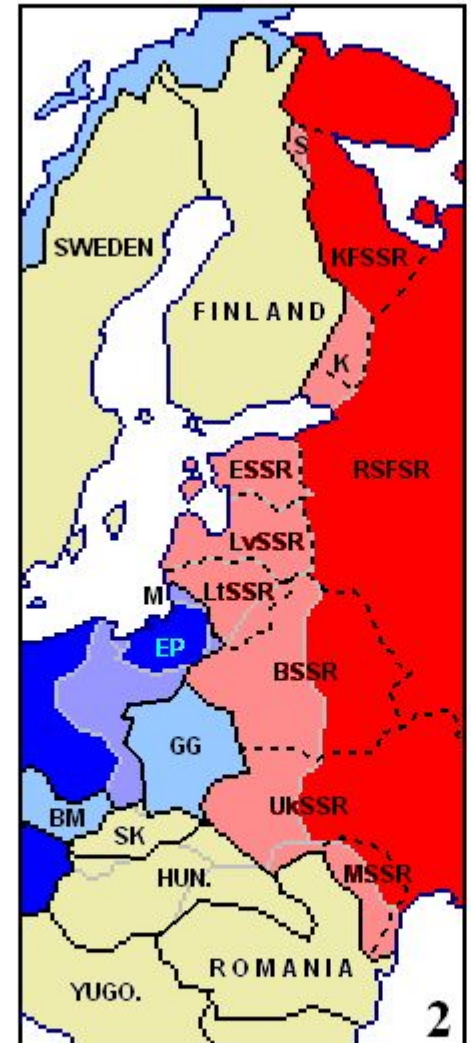 S
SWEDEN
KFSSR
FINLAND
K
ESSR
RSFSR
LvSSR
M
LtSSR
EP
BSSR
GG
UkSSR
BM
SK
MSSR
HUN.
ROMANIA
YUGO.
2